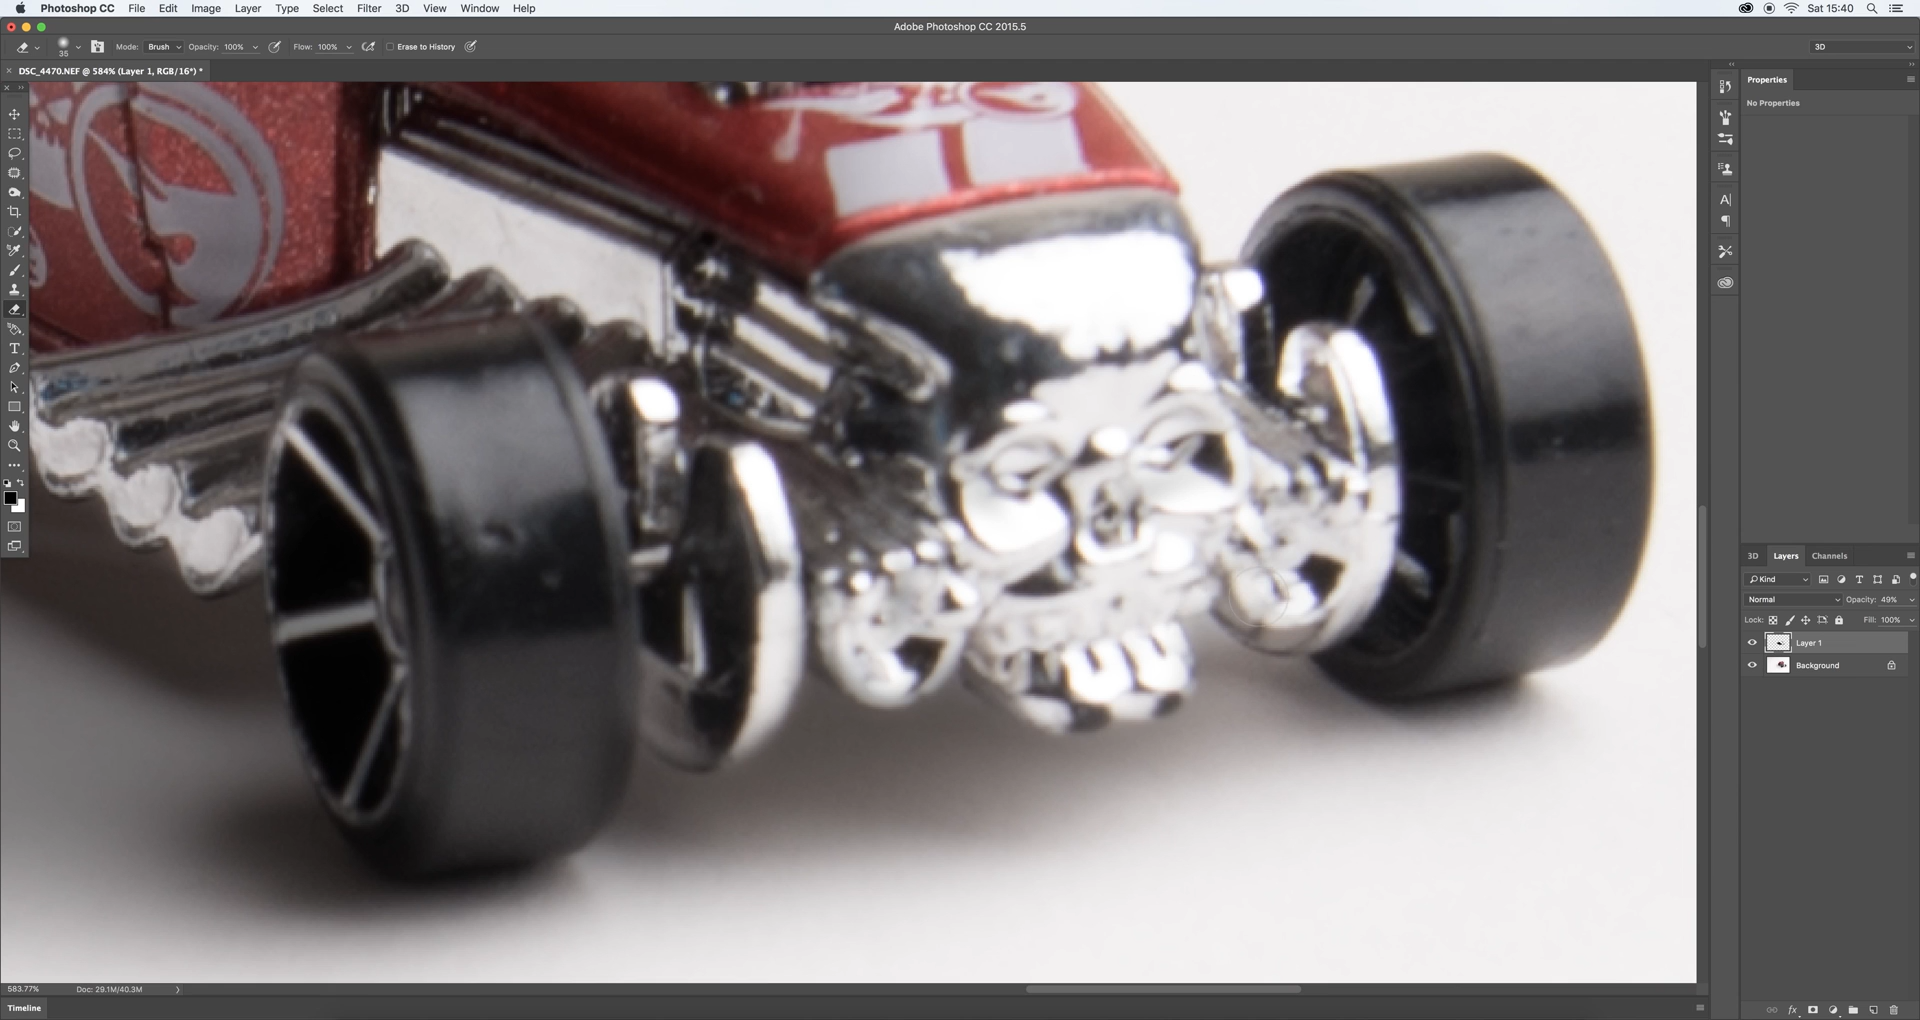 Photoshop CC File Edit Image Layer Type Select Filter 3D View Window Help Sat 15:40
Adobe Photoshop CC 2015.5
35 Mode: Brush Opacity: 100% Flow: 100% Erase to History 3D
DSC_4470.NEF @ 584% (Layer 1, RGB/16*) *
Properties
No Properties
3D Layers Channels
Kind
Normal Opacity: 49%
Lock: Fill: 100%
Layer 1
Background
583.77% Doc: 29.1M/40.3M
Timeline